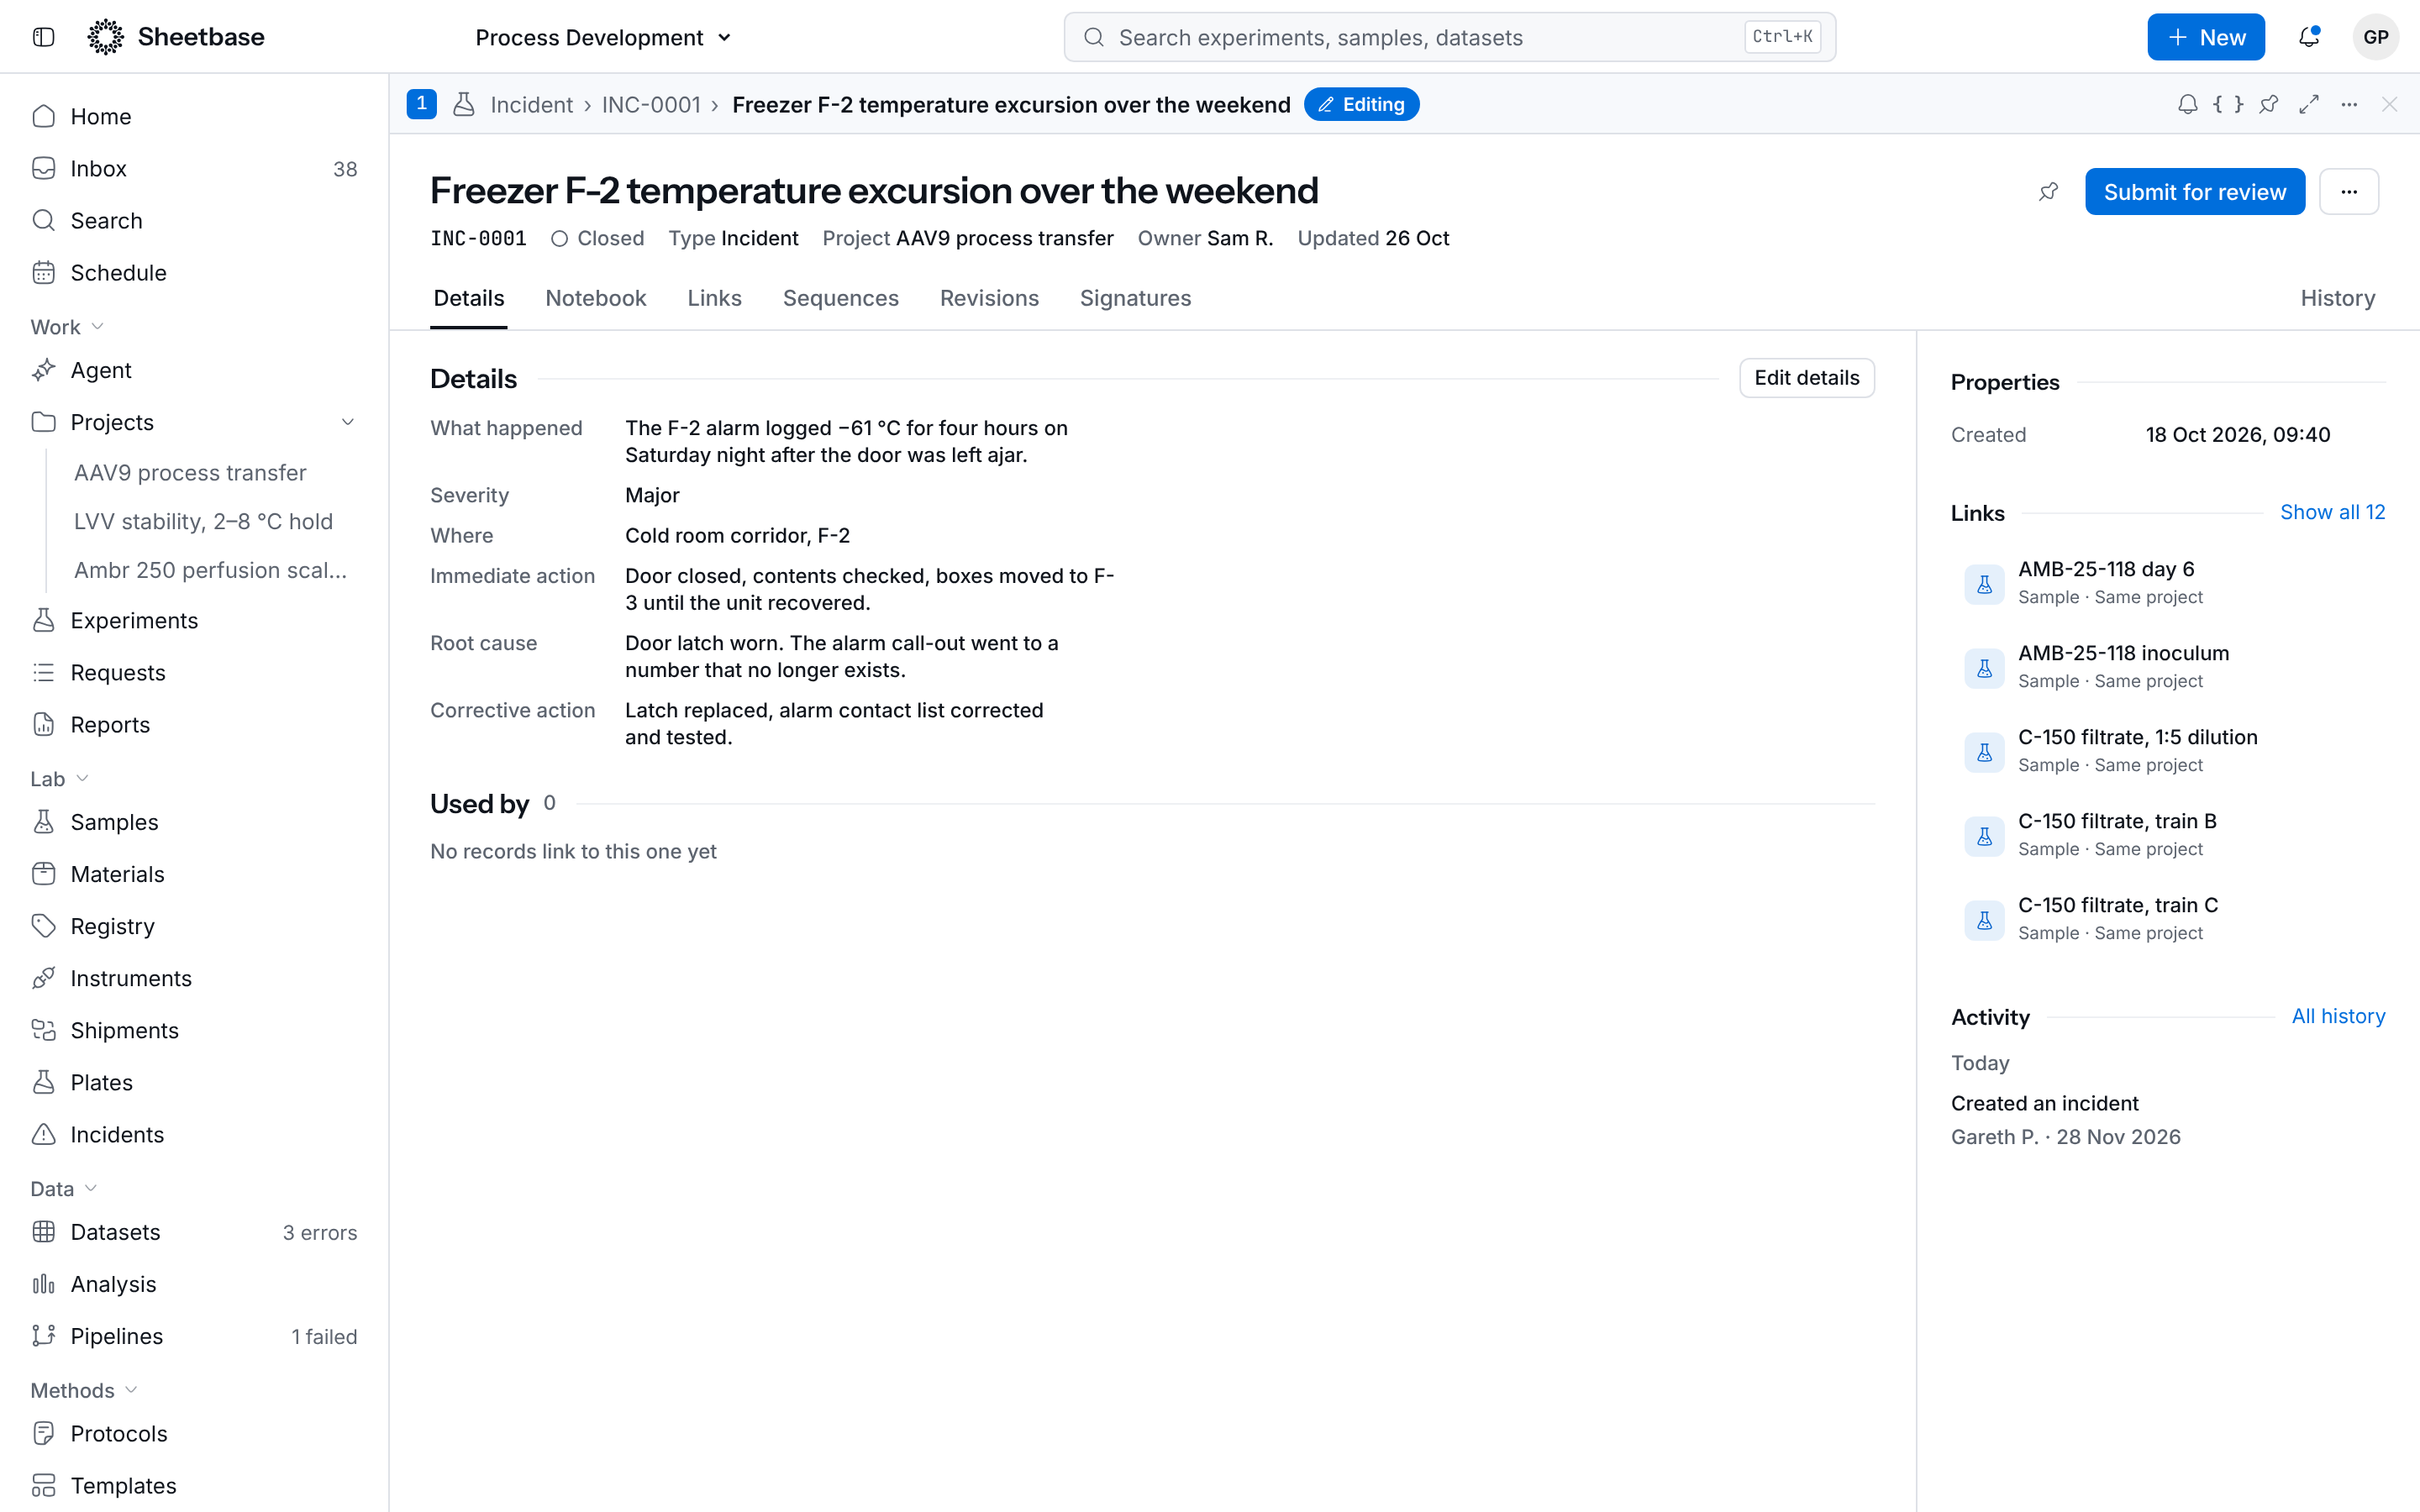 Sheetbase
Process Development
Search experiments, samples, datasets
Ctrl+K
New
GP
Home
Inbox 38
Search
Schedule
Work
Agent
Projects
AAV9 process transfer
LVV stability, 2–8 °C hold
Ambr 250 perfusion scal...
Experiments
Requests
Reports
Lab
Samples
Materials
Registry
Instruments
Shipments
Plates
Incidents
Data
Datasets 3 errors
Analysis
Pipelines 1 failed
Methods
Protocols
Templates
1 Incident › INC-0001 › Freezer F-2 temperature excursion over the weekend Editing
{ }
Freezer F-2 temperature excursion over the weekend
Submit for review
INC-0001 Closed Type Incident Project AAV9 process transfer Owner Sam R. Updated 26 Oct
Details Notebook Links Sequences Revisions Signatures History
Details
Edit details
What happened The F-2 alarm logged −61 °C for four hours on
Saturday night after the door was left ajar.
Severity Major
Where Cold room corridor, F-2
Immediate action Door closed, contents checked, boxes moved to F-
3 until the unit recovered.
Root cause Door latch worn. The alarm call-out went to a
number that no longer exists.
Corrective action Latch replaced, alarm contact list corrected
and tested.
Used by 0
No records link to this one yet
Properties
Created 18 Oct 2026, 09:40
Links Show all 12
AMB-25-118 day 6
Sample · Same project
AMB-25-118 inoculum
Sample · Same project
C-150 filtrate, 1:5 dilution
Sample · Same project
C-150 filtrate, train B
Sample · Same project
C-150 filtrate, train C
Sample · Same project
Activity All history
Today
Created an incident
Gareth P. · 28 Nov 2026